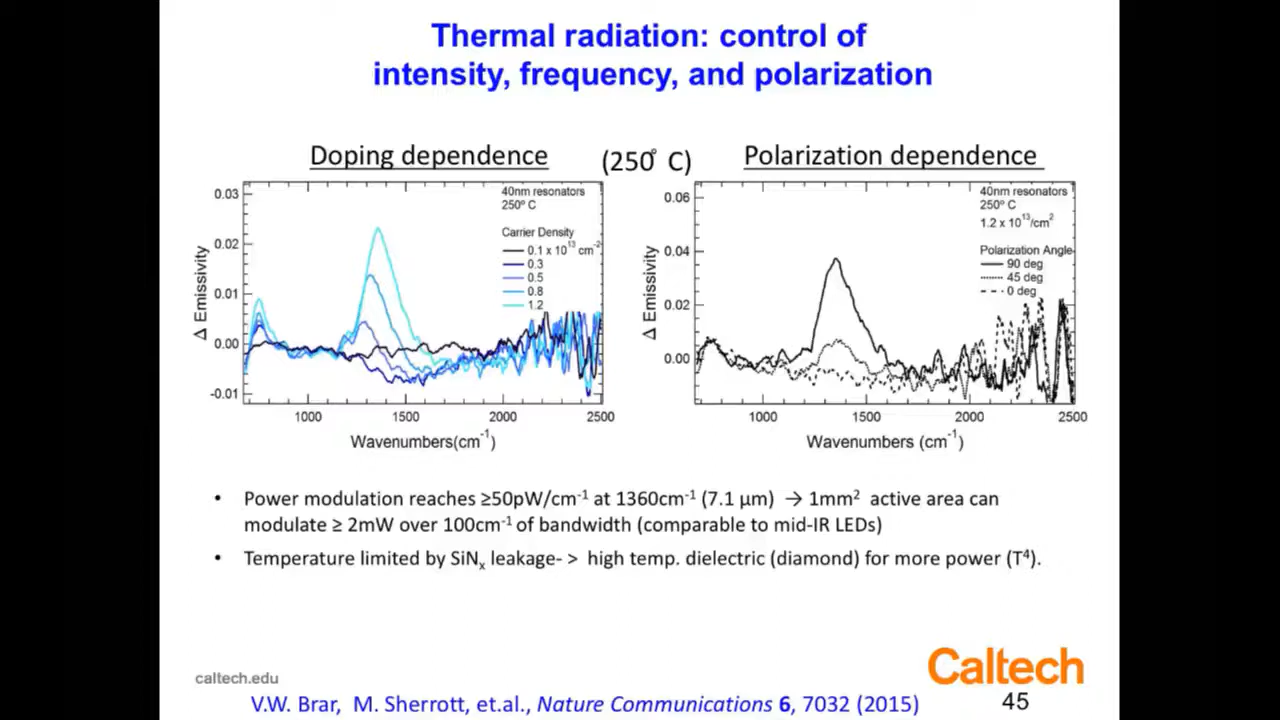 Thermal radiation: control of
intensity, frequency, and polarization
Doping dependence
(250° C)
Polarization dependence
0.03
0.02
0.01
0.00
-0.01
Δ Emissivity
40nm resonators
250º C
Carrier Density
0.1 x 10¹³ cm⁻²
0.3
0.5
0.8
1.2
1000 1500 2000 2500
Wavenumbers(cm⁻¹)
0.06
0.04
0.02
0.00
Δ Emissivity
40nm resonators
250º C
1.2 x 10¹³/cm²
Polarization Angle
90 deg
45 deg
0 deg
1000 1500 2000 2500
Wavenumbers (cm⁻¹)
• Power modulation reaches ≥50pW/cm⁻¹ at 1360cm⁻¹ (7.1 μm) → 1mm² active area can
modulate ≥ 2mW over 100cm⁻¹ of bandwidth (comparable to mid-IR LEDs)
• Temperature limited by SiNₓ leakage- > high temp. dielectric (diamond) for more power (T⁴).
caltech.edu
Caltech
V.W. Brar, M. Sherrott, et.al., Nature Communications 6, 7032 (2015)
45